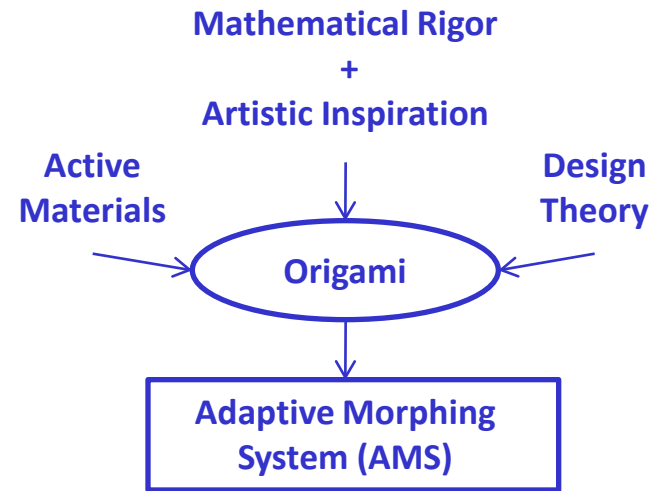 Mathematical Rigor
+
Artistic Inspiration
Active
Materials
Design
Theory
Origami
Adaptive Morphing
System (AMS)